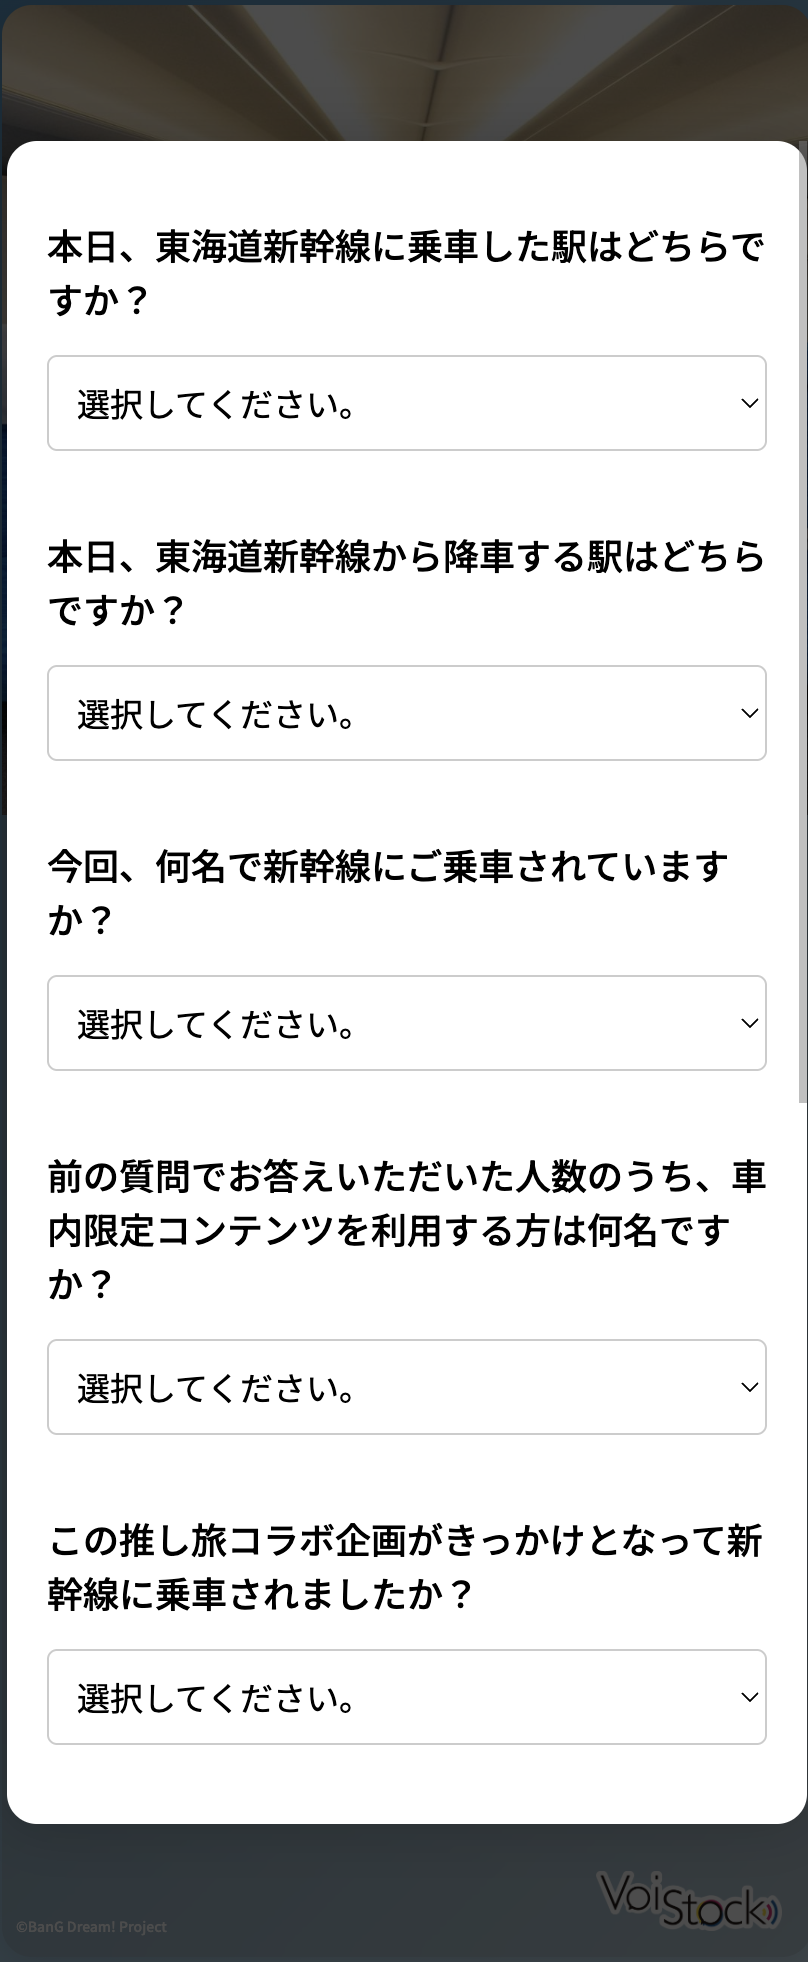 本日、東海道新幹線に乗車した駅はどちらで
すか？
選択してください。
本日、東海道新幹線から降車する駅はどちら
ですか？
選択してください。
今回、何名で新幹線にご乗車されています
か？
選択してください。
前の質問でお答えいただいた人数のうち、車
内限定コンテンツを利用する方は何名です
か？
選択してください。
この推し旅コラボ企画がきっかけとなって新
幹線に乗車されましたか？
選択してください。
VoiStock
©BanG Dream! Project